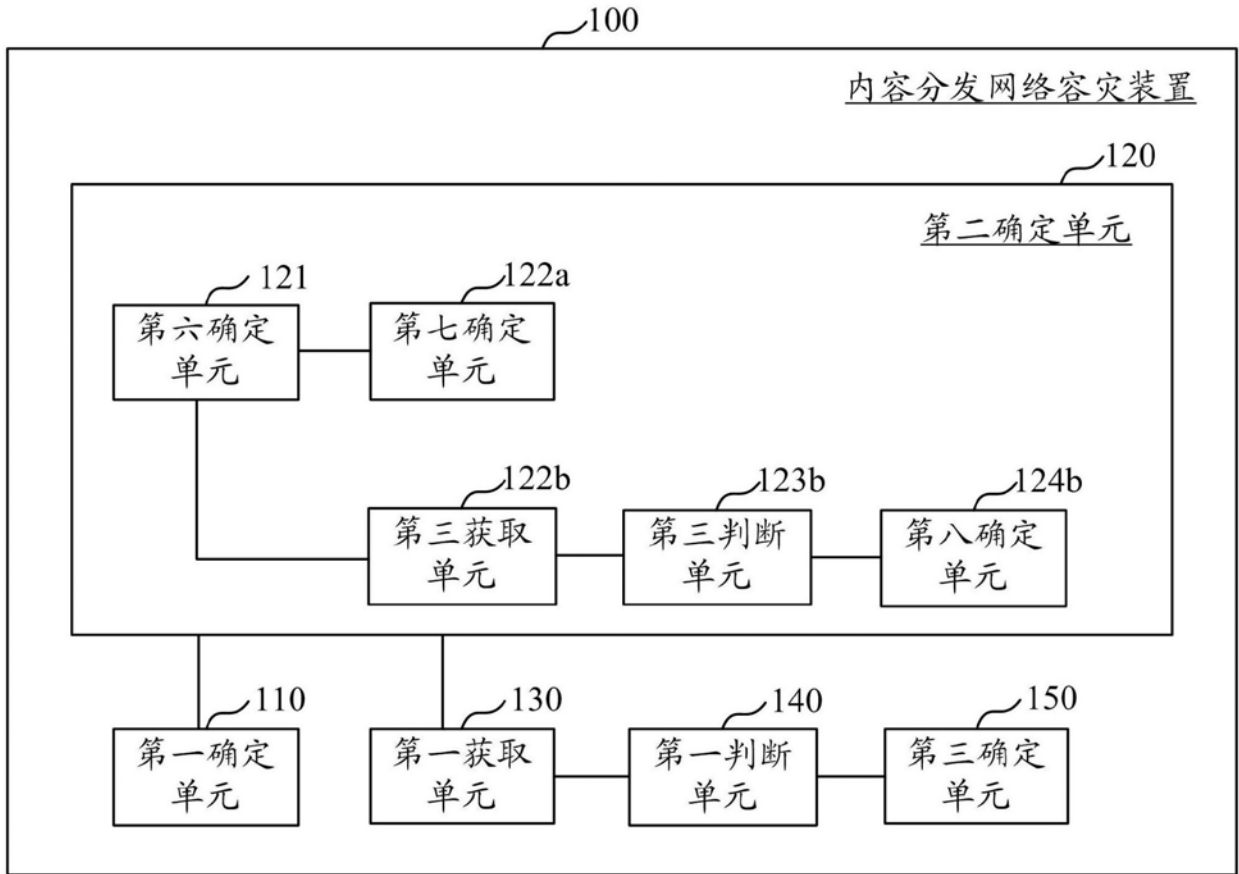 100
内容分发网络容灾装置
120
第二确定单元
121
122a
第六确定
单元
第七确定
单元
122b
123b
124b
第三获取
单元
第三判断
单元
第八确定
单元
110
130
140
150
第一确定
单元
第一获取
单元
第一判断
单元
第三确定
单元